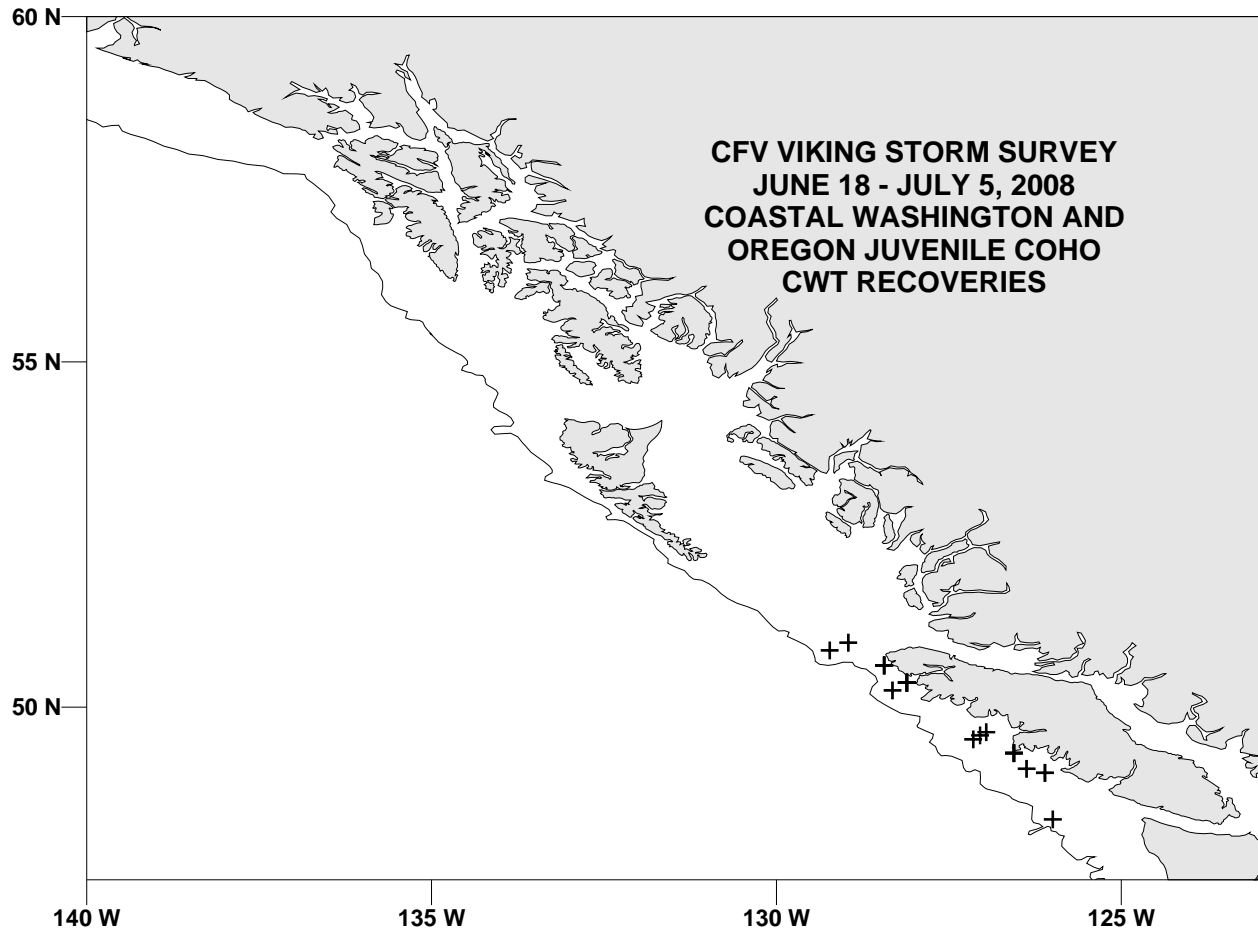 60 N
CFV VIKING STORM SURVEY
JUNE 18 - JULY 5, 2008
COASTAL WASHINGTON AND
OREGON JUVENILE COHO
CWT RECOVERIES
55 N
50 N
140 W
135 W
130 W
125 W